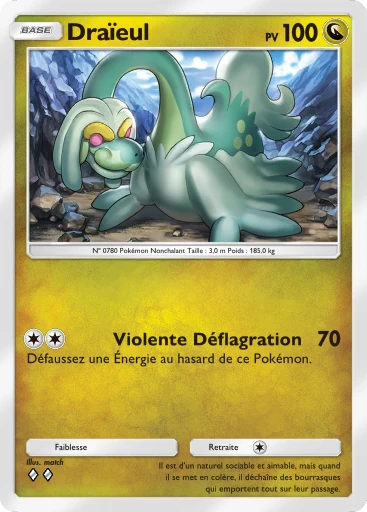 BASE Draïeul PV 100
N° 0780 Pokémon Nonchalant Taille : 3,0 m Poids : 185,0 kg
Violente Déflagration 70
Défaussez une Énergie au hasard de ce Pokémon.
Faiblesse Retraite
Illus. match
Il est d'un naturel sociable et aimable, mais quand
il se met en colère, il déchaîne des bourrasques
qui emportent tout sur leur passage.